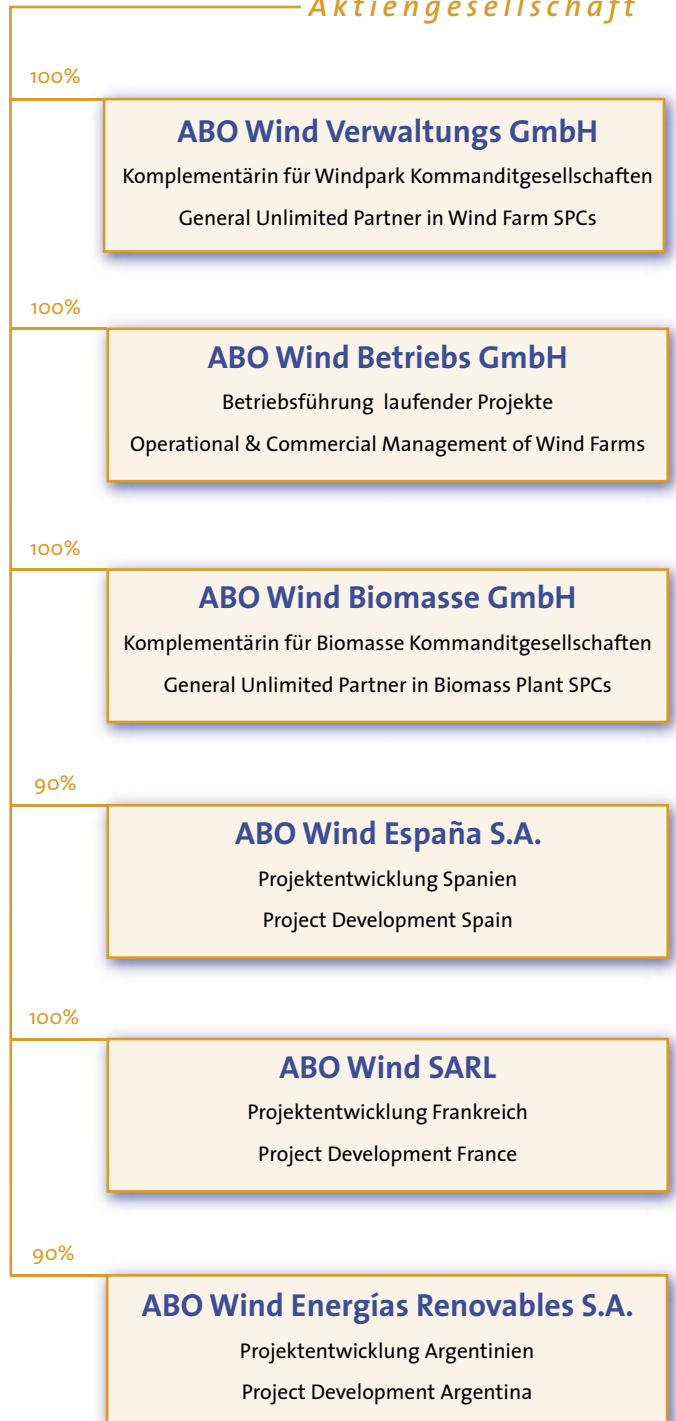 Aktiengesellschaft
100%
ABO Wind Verwaltungs GmbH
Komplementärin für Windpark Kommanditgesellschaften
General Unlimited Partner in Wind Farm SPCs
100%
ABO Wind Betriebs GmbH
Betriebsführung laufender Projekte
Operational & Commercial Management of Wind Farms
100%
ABO Wind Biomasse GmbH
Komplementärin für Biomasse Kommanditgesellschaften
General Unlimited Partner in Biomass Plant SPCs
90%
ABO Wind España S.A.
Projektentwicklung Spanien
Project Development Spain
100%
ABO Wind SARL
Projektentwicklung Frankreich
Project Development France
90%
ABO Wind Energías Renovables S.A.
Projektentwicklung Argentinien
Project Development Argentina